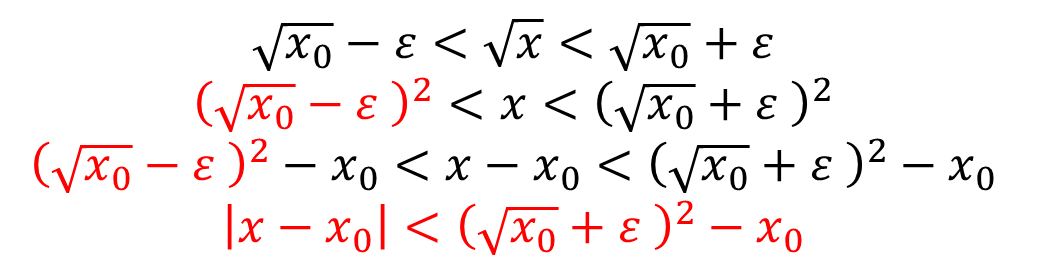 √x₀ − ε < √x < √x₀ + ε
(√x₀ − ε )² < x < (√x₀ + ε )²
(√x₀ − ε )² − x₀ < x − x₀ < (√x₀ + ε )² − x₀
|x − x₀| < (√x₀ + ε )² − x₀